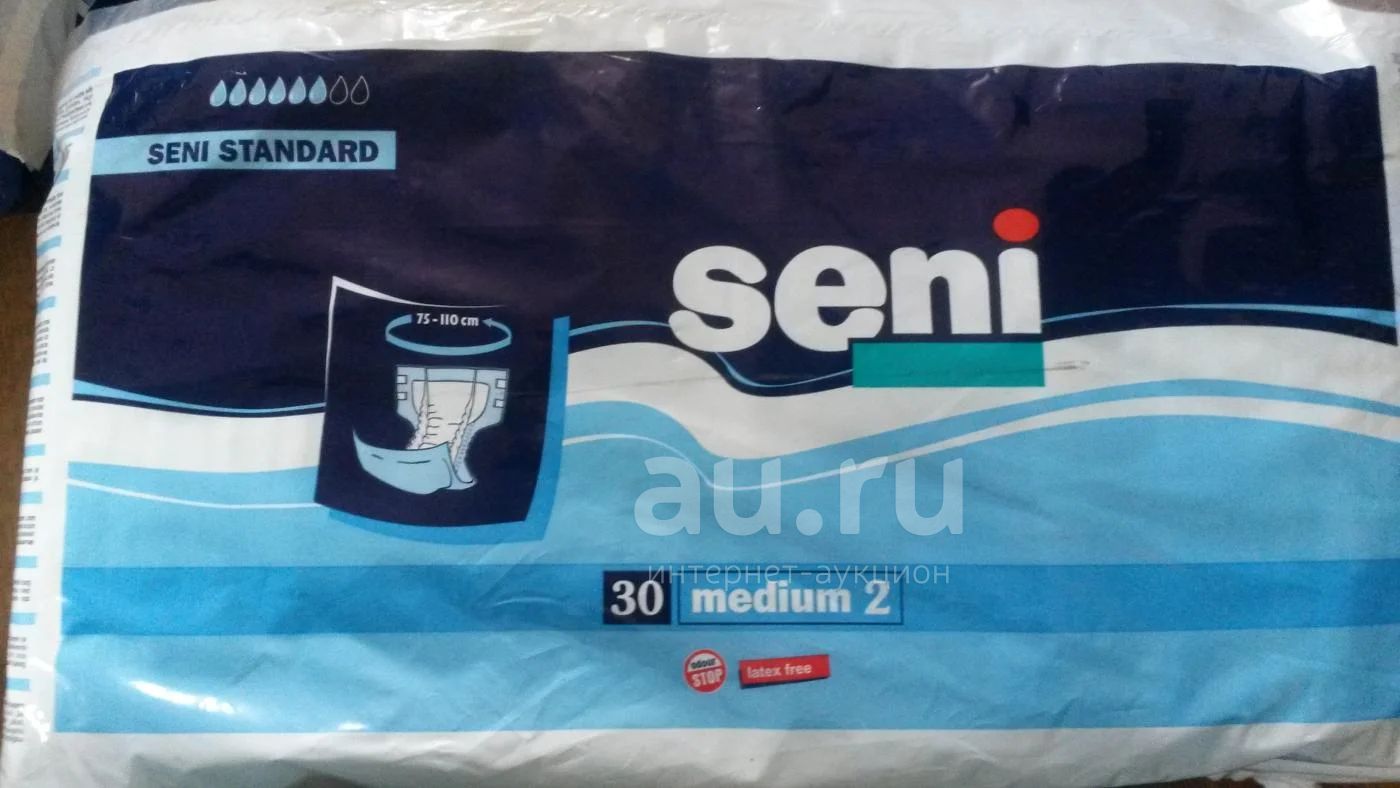 SENI STANDARD
seni
75-110 cm
au.ru
интернет-аукцион
30 medium 2
odour
STOP
latex free